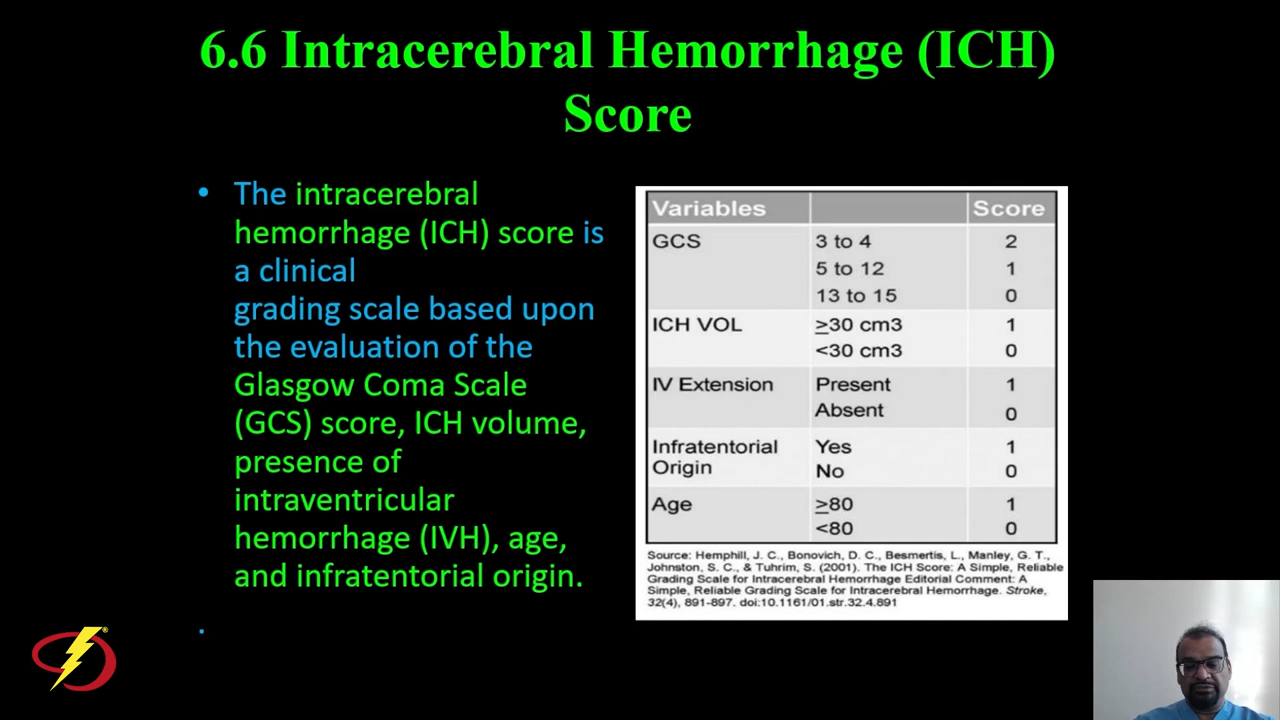 6.6 Intracerebral Hemorrhage (ICH)
Score
• The intracerebral
hemorrhage (ICH) score is
a clinical
grading scale based upon
the evaluation of the
Glasgow Coma Scale
(GCS) score, ICH volume,
presence of
intraventricular
hemorrhage (IVH), age,
and infratentorial origin.
.
Variables Score
GCS 3 to 4 2
5 to 12 1
13 to 15 0
ICH VOL ≥30 cm3 1
<30 cm3 0
IV Extension Present 1
Absent 0
Infratentorial Yes 1
Origin No 0
Age ≥80 1
<80 0
Source: Hemphill, J. C., Bonovich, D. C., Besmertis, L., Manley, G. T.,
Johnston, S. C., & Tuhrim, S. (2001). The ICH Score: A Simple, Reliable
Grading Scale for Intracerebral Hemorrhage Editorial Comment: A
Simple, Reliable Grading Scale for Intracerebral Hemorrhage. Stroke,
32(4), 891-897. doi:10.1161/01.str.32.4.891
®